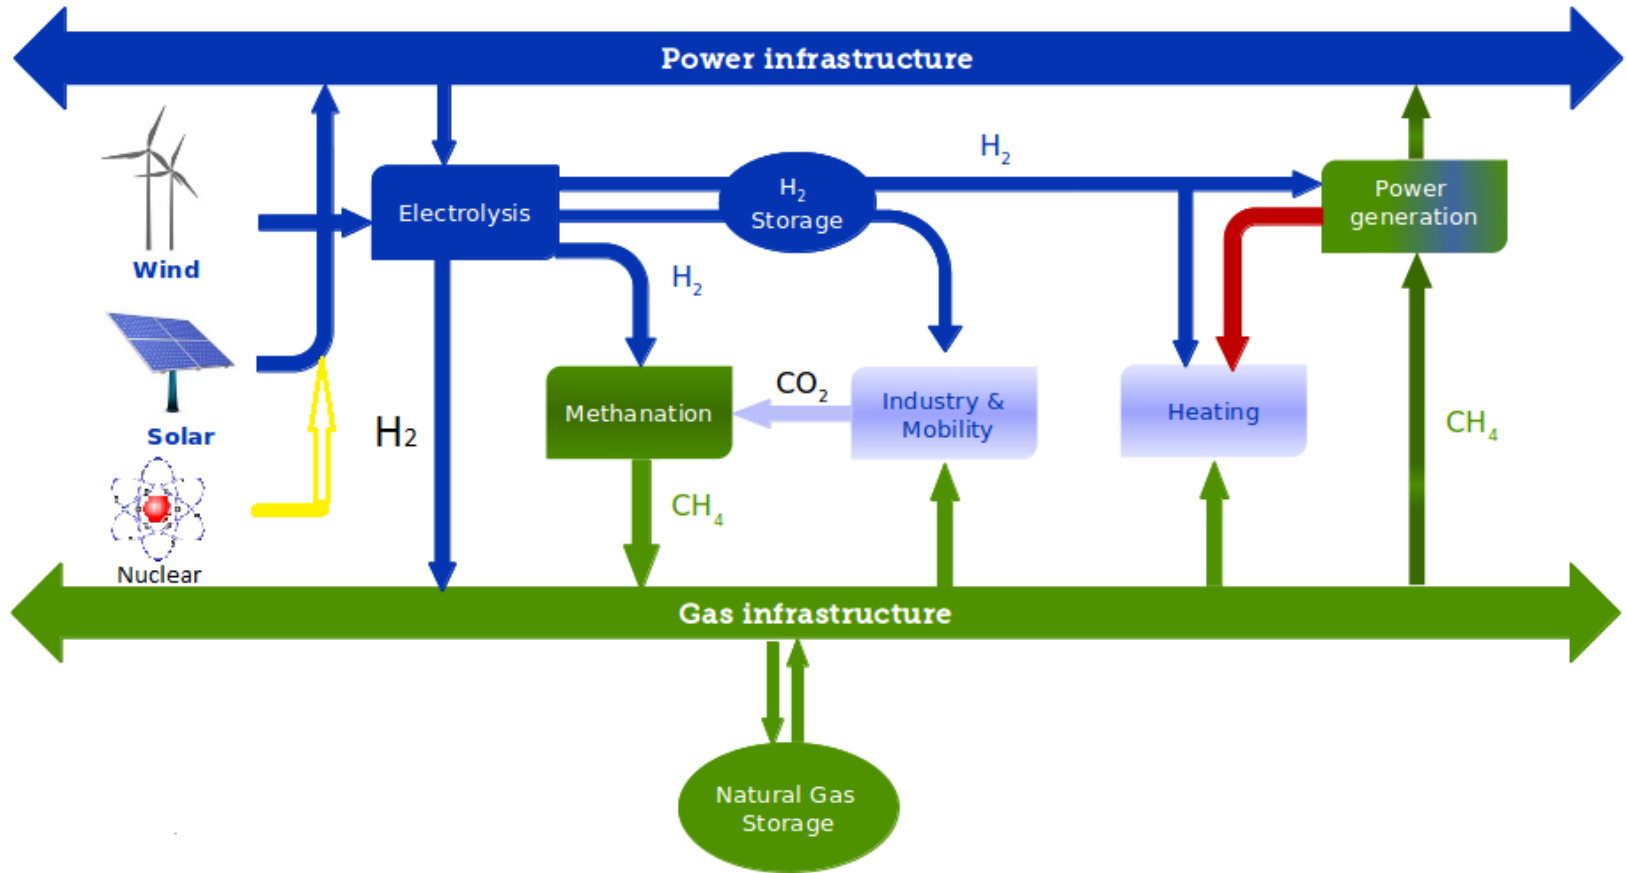 Power infrastructure
H₂
Power
generation
H₂
Storage
Electrolysis
Wind
H₂
CO₂
Industry &
Mobility
Heating
Methanation
CH₄
H2
Solar
CH₄
Nuclear
Gas infrastructure
Natural Gas
Storage